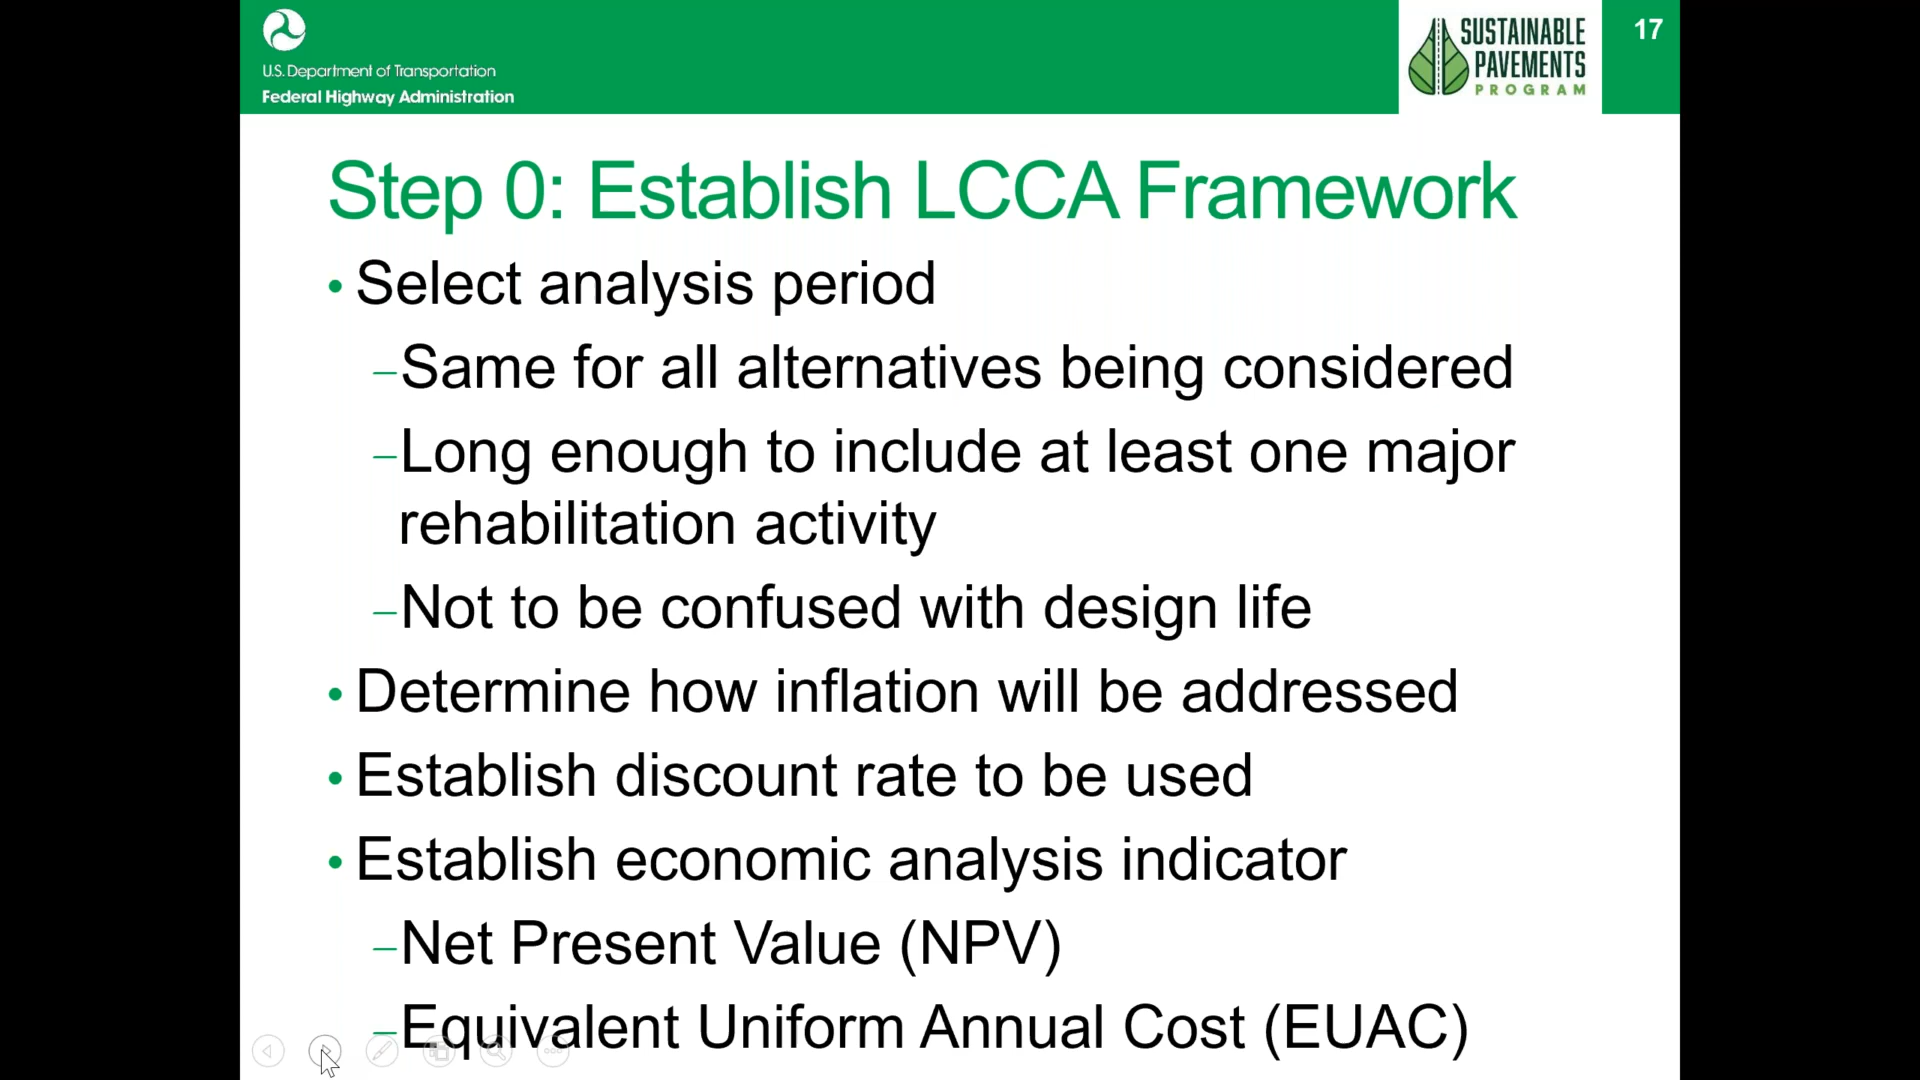 U.S. Department of Transportation
Federal Highway Administration
SUSTAINABLE
PAVEMENTS
PROGRAM
17
Step 0: Establish LCCA Framework
• Select analysis period
–Same for all alternatives being considered
–Long enough to include at least one major
rehabilitation activity
–Not to be confused with design life
• Determine how inflation will be addressed
• Establish discount rate to be used
• Establish economic analysis indicator
–Net Present Value (NPV)
–Equivalent Uniform Annual Cost (EUAC)